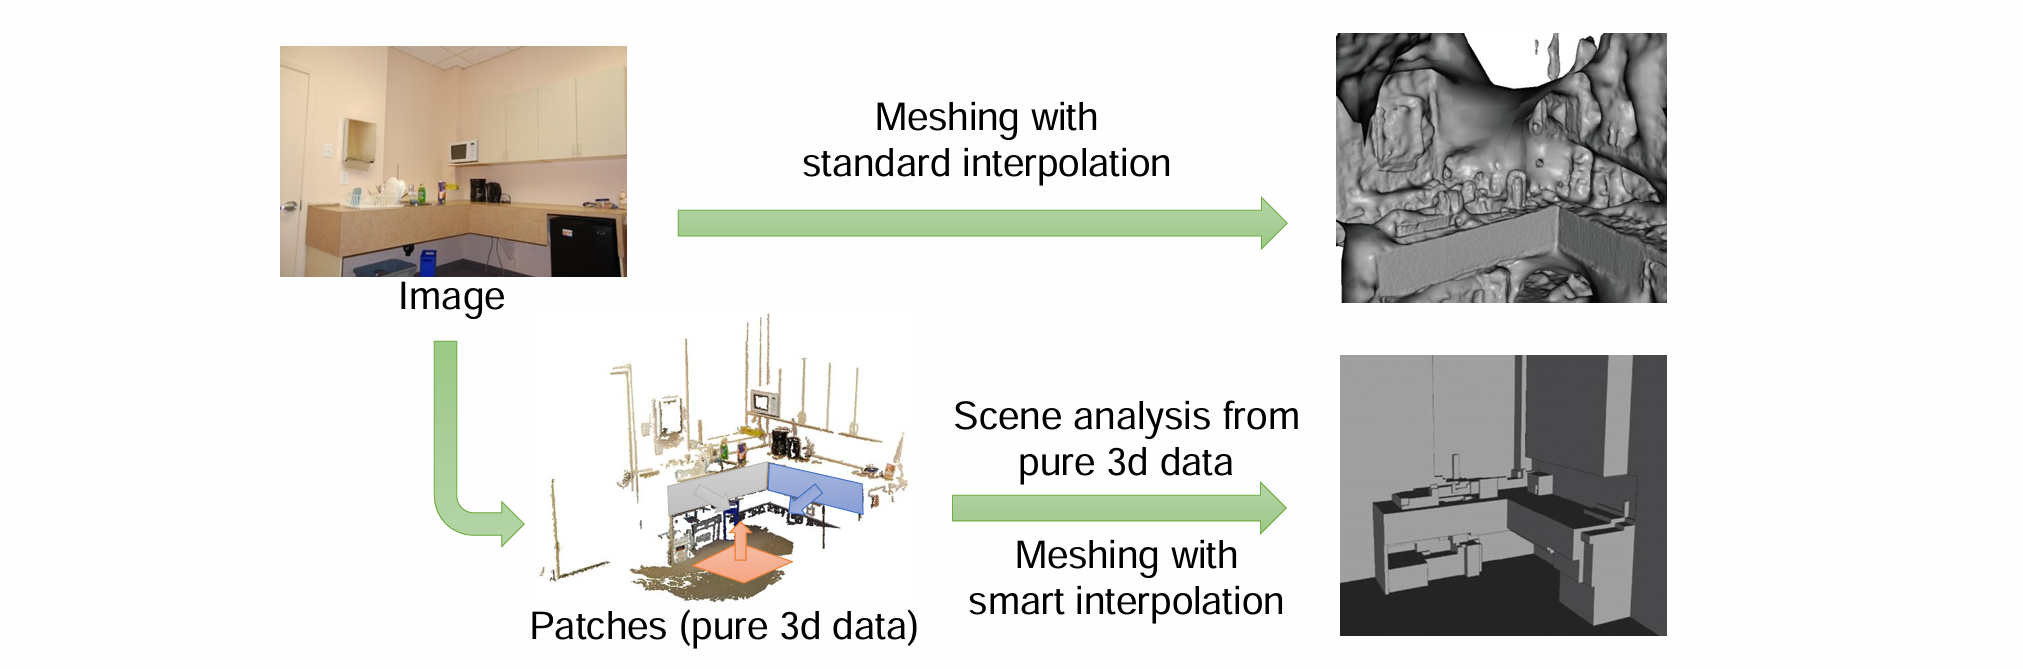 Meshing with
standard interpolation
Image
Scene analysis from
pure 3d data
Meshing with
smart interpolation
Patches (pure 3d data)